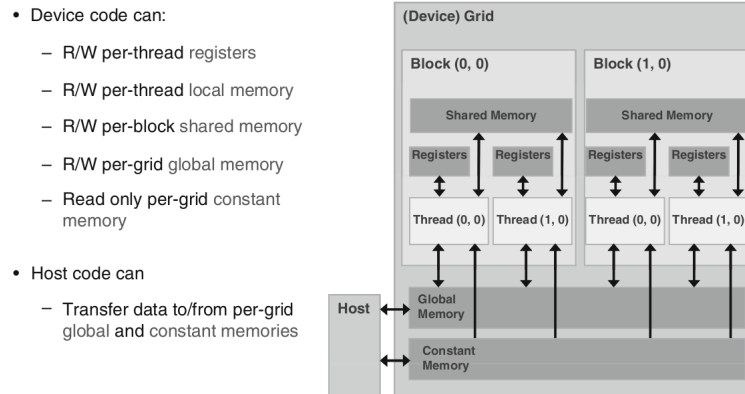 • Device code can:
– R/W per-thread registers
– R/W per-thread local memory
– R/W per-block shared memory
– R/W per-grid global memory
– Read only per-grid constant
memory
• Host code can
– Transfer data to/from per-grid
global and constant memories
(Device) Grid
Block (0, 0)
Block (1, 0)
Shared Memory
Shared Memory
Registers
Registers
Registers
Registers
Thread (0, 0)
Thread (1, 0)
Thread (0, 0)
Thread (1, 0)
Host
Global
Memory
Constant
Memory